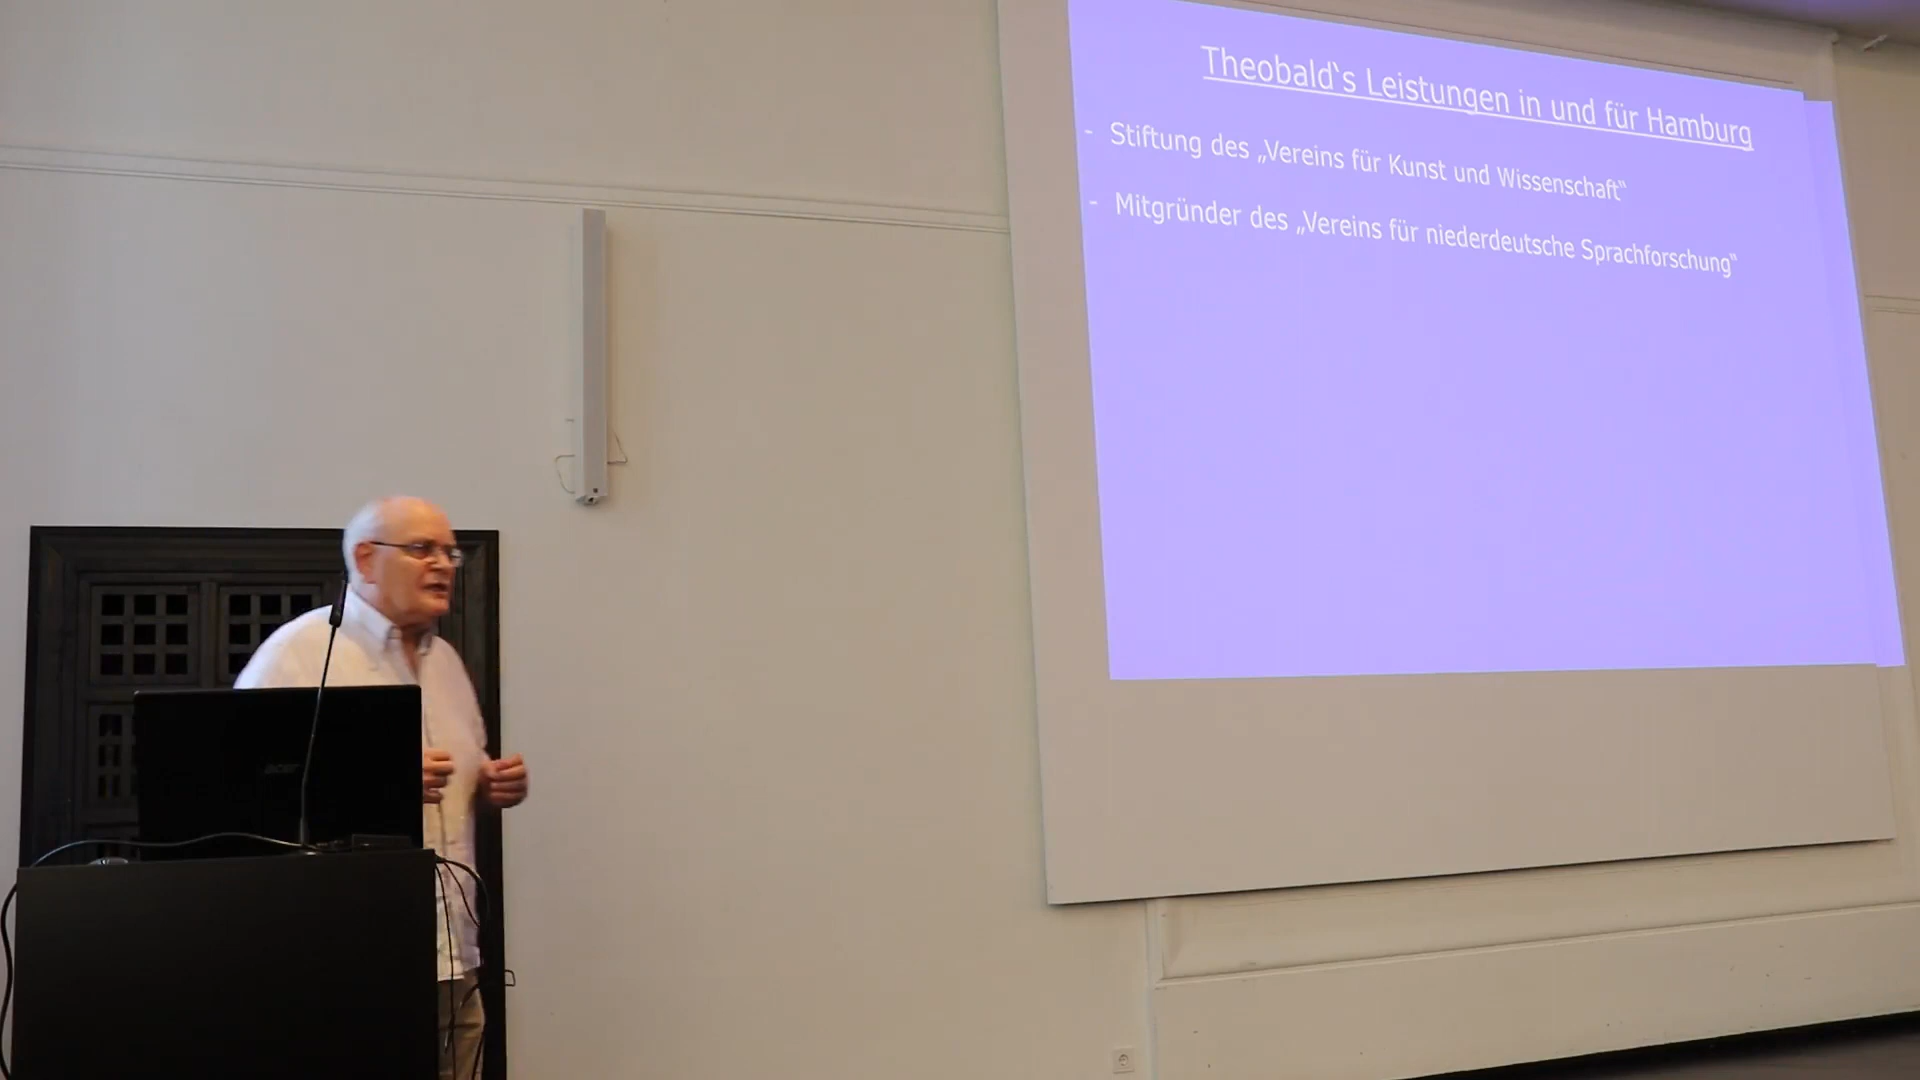 Theobald‘s Leistungen in und für Hamburg
- Stiftung des „Vereins für Kunst und Wissenschaft“
- Mitgründer des „Vereins für niederdeutsche Sprachforschung“
acer